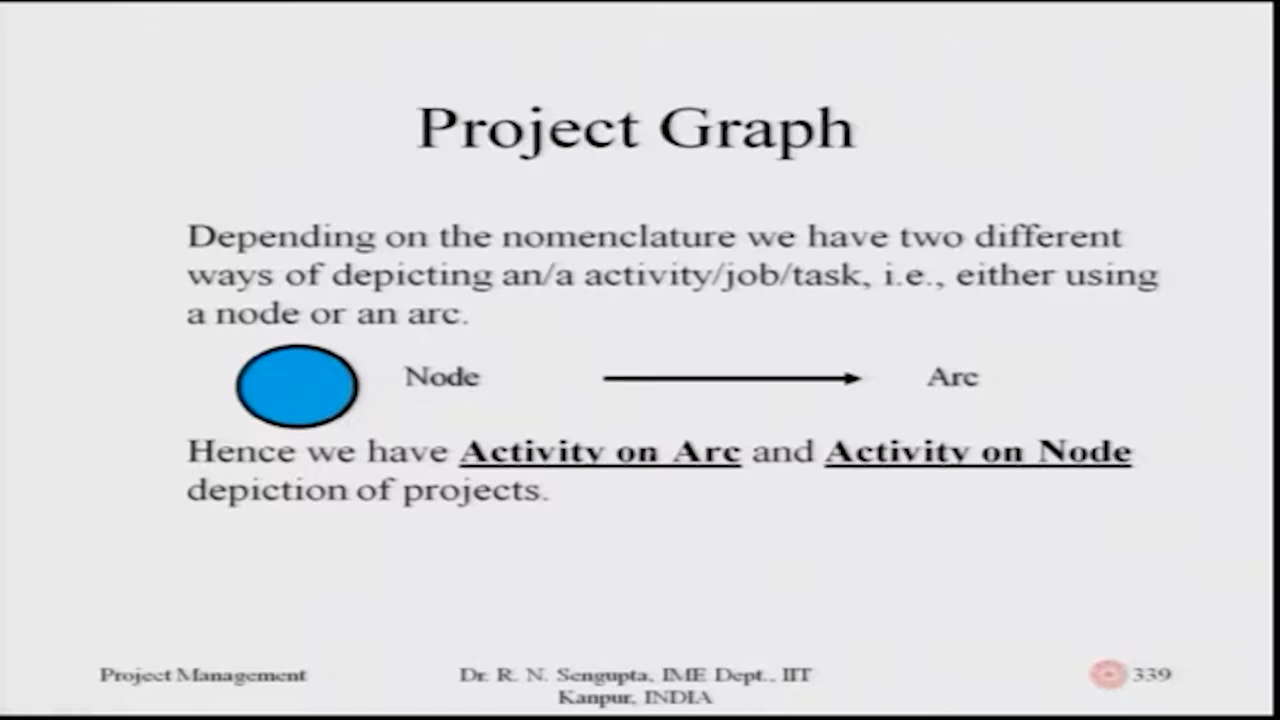 Project Graph
Depending on the nomenclature we have two different
ways of depicting an/a activity/job/task, i.e., either using
a node or an arc.
Node
Arc
Hence we have Activity on Arc and Activity on Node
depiction of projects.
Project Management
Dr. R. N. Sengupta, IME Dept., IIT
Kanpur, INDIA
339